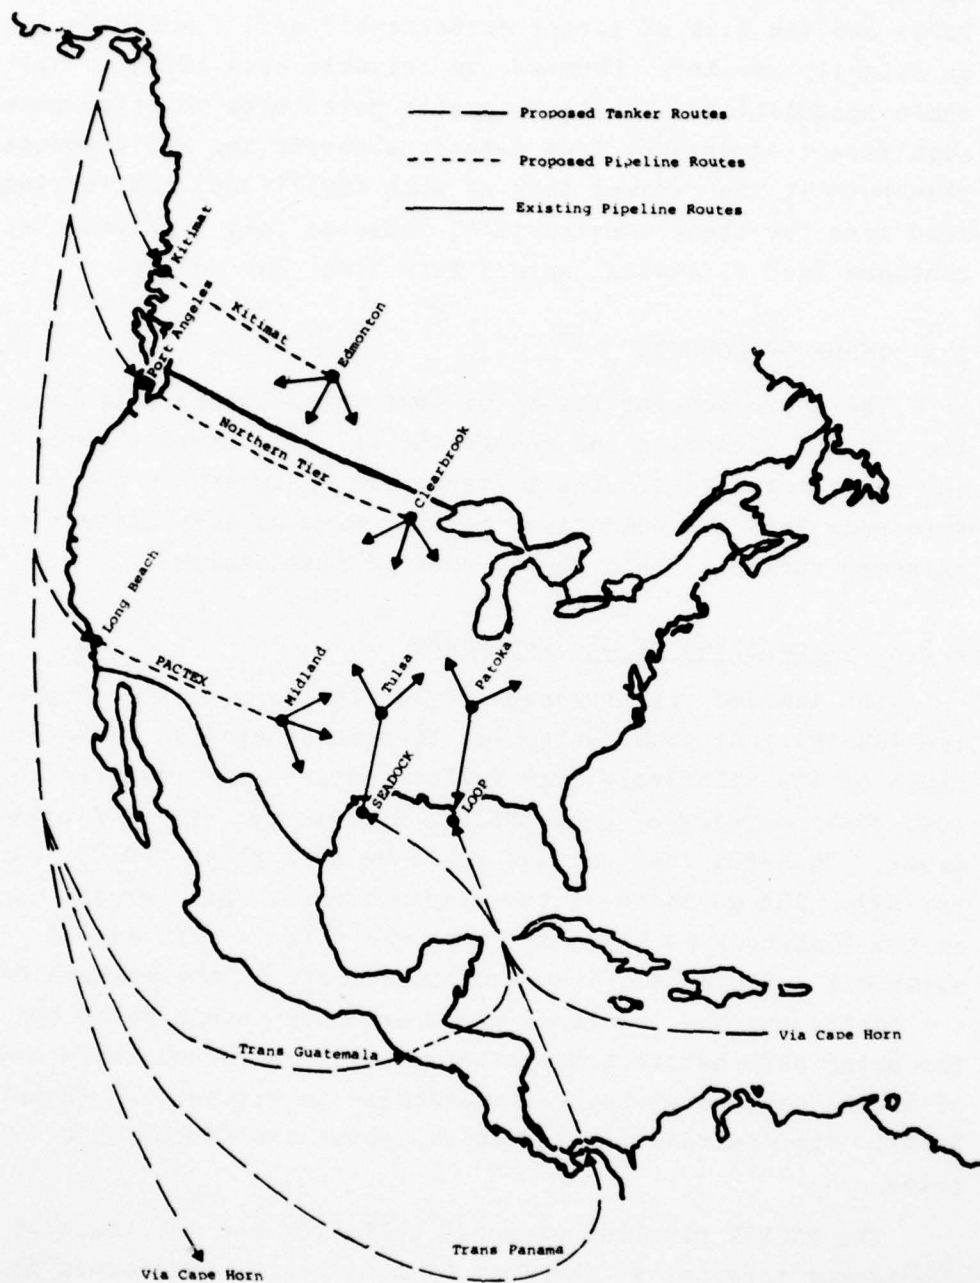 Proposed Tanker Routes
Proposed Pipeline Routes
Existing Pipeline Routes
Kitimat
Port Angeles
Kitimat
Edmonton
Northern Tier
Clearbrook
Long Beach
PACTEX
Midland
Tulsa
Patoka
SEADOCK
LOOP
Trans Guatemala
Via Cape Horn
Trans Panama
Via Cape Horn